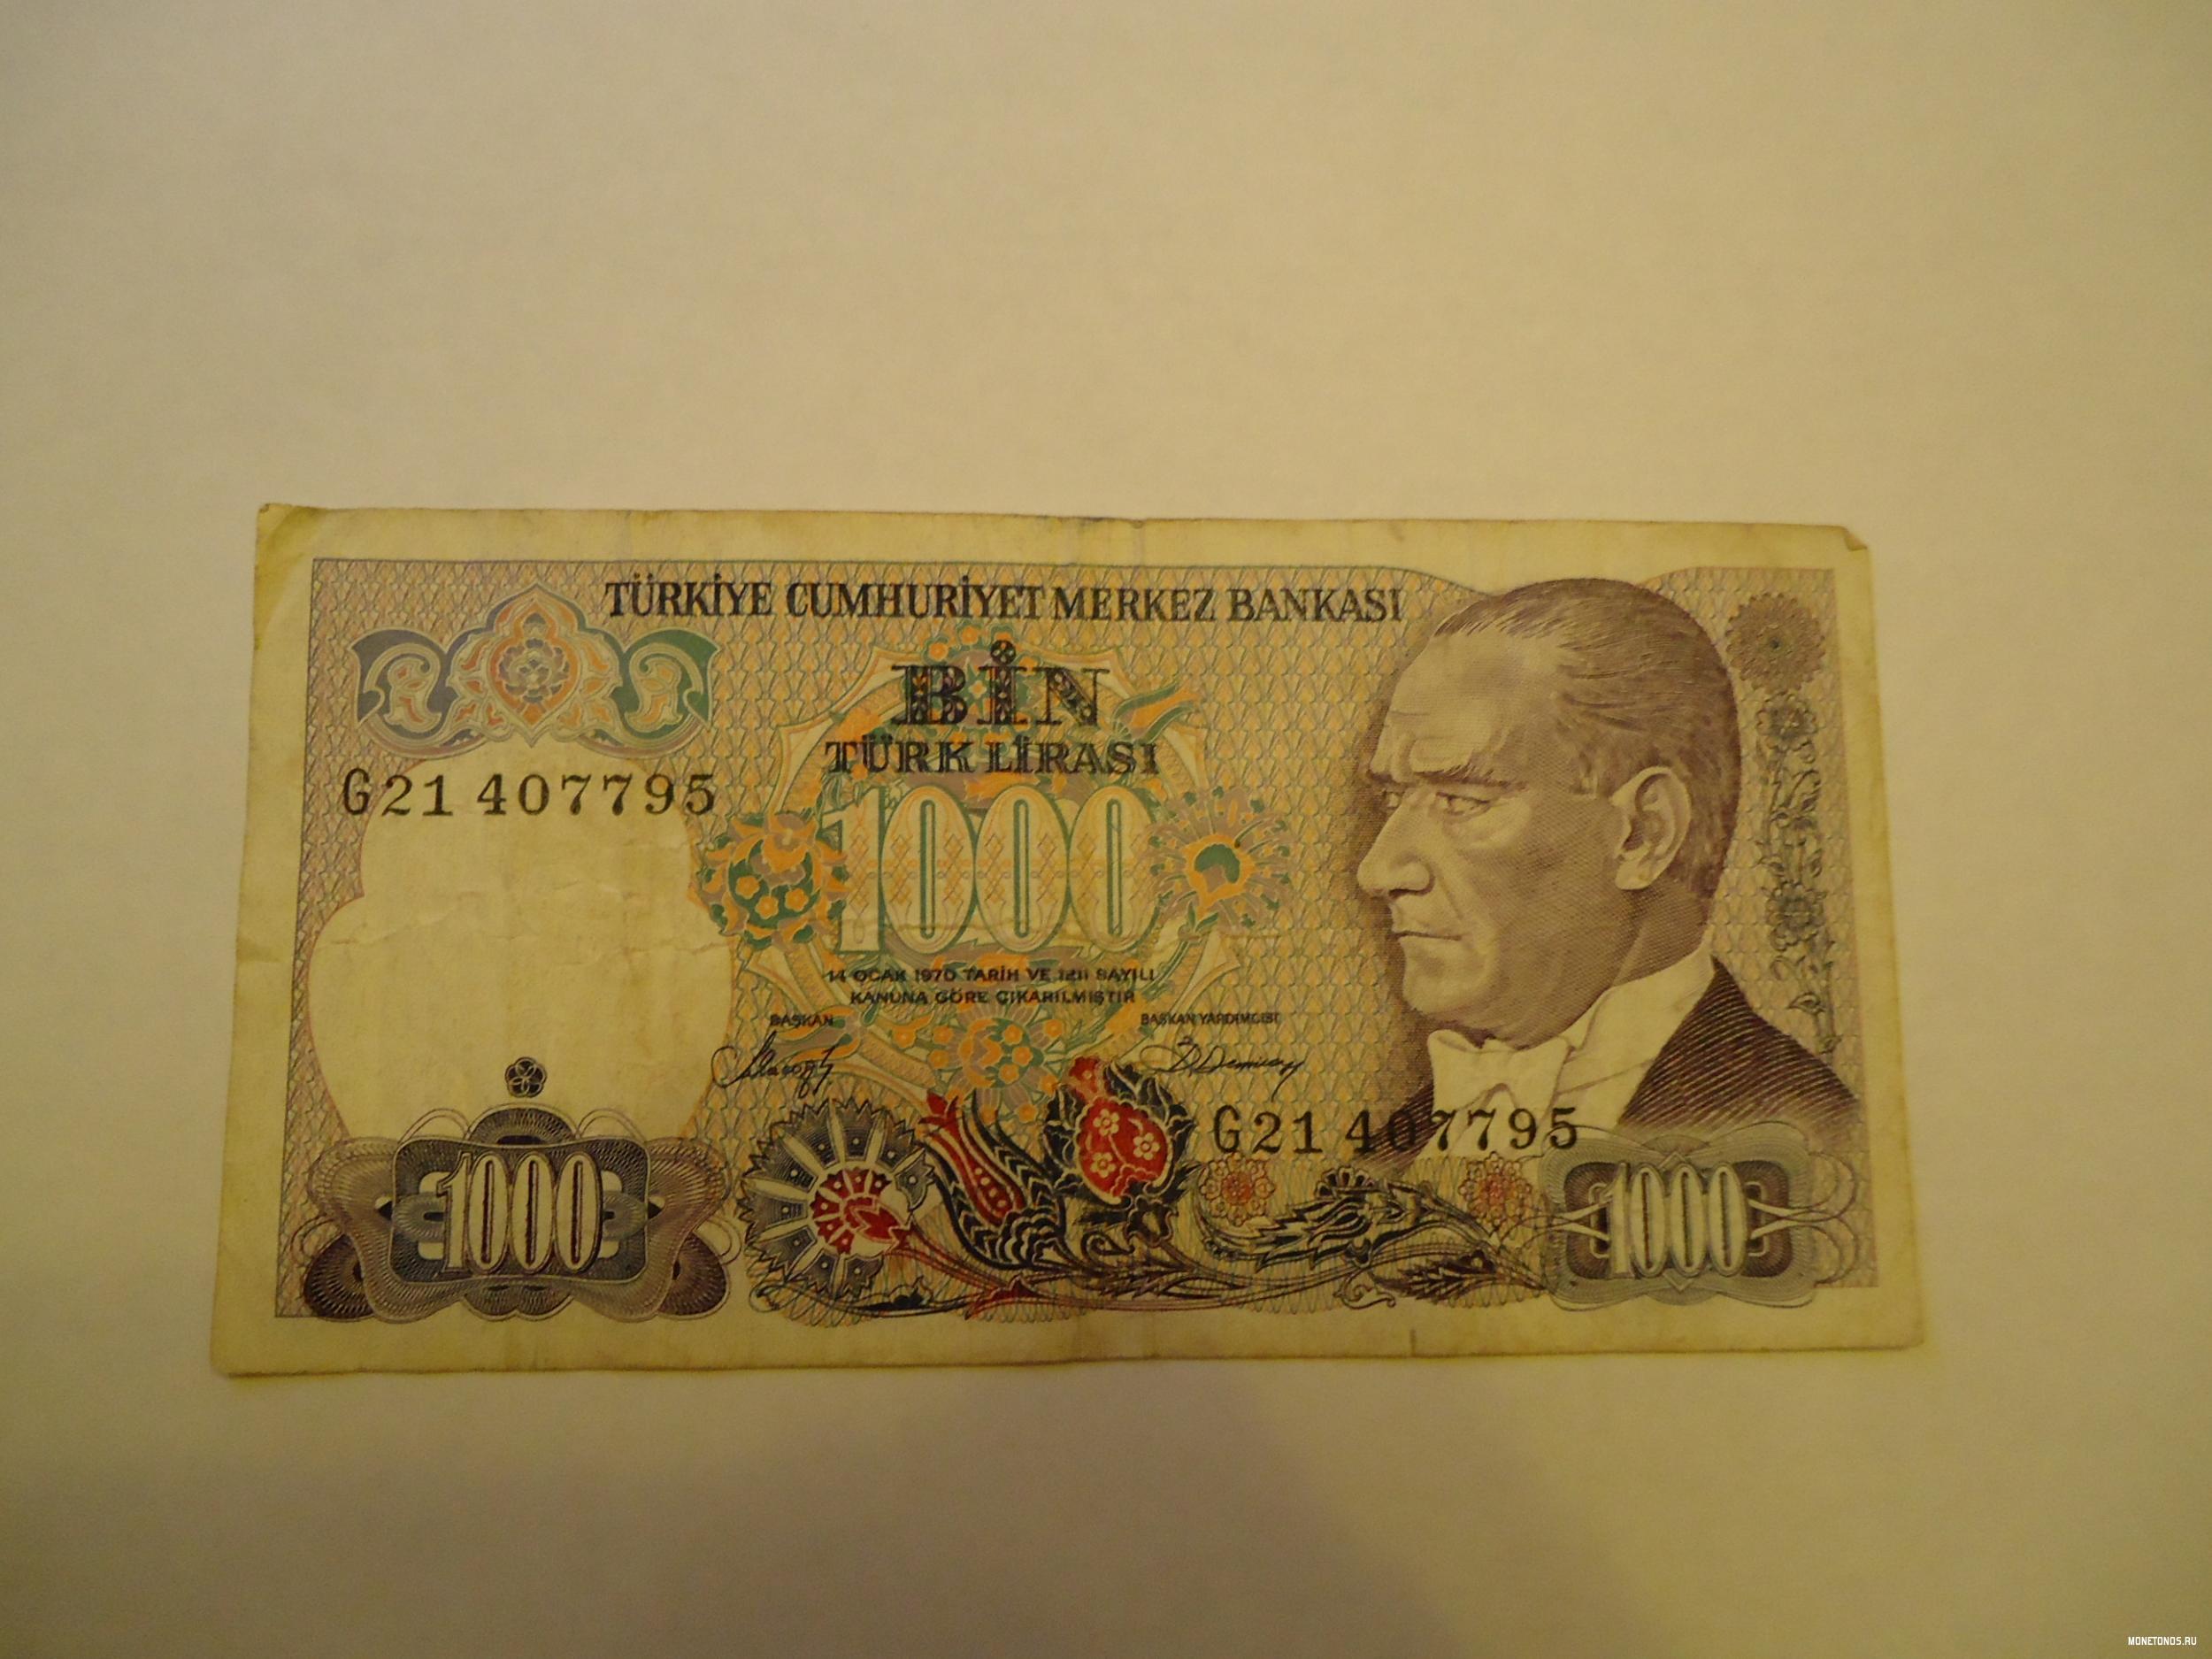 TÜRKİYE CUMHURİYET MERKEZ BANKASI
BİN
TÜRK LİRASI
G21 407795
1000
14 OCAK 1970 TARİH VE 1211 SAYILI
KANUNA GÖRE ÇIKARILMIŞTIR
BAŞKAN
BAŞKAN YARDIMCISI
G21 407795
1000
1000
MONETONOS.RU